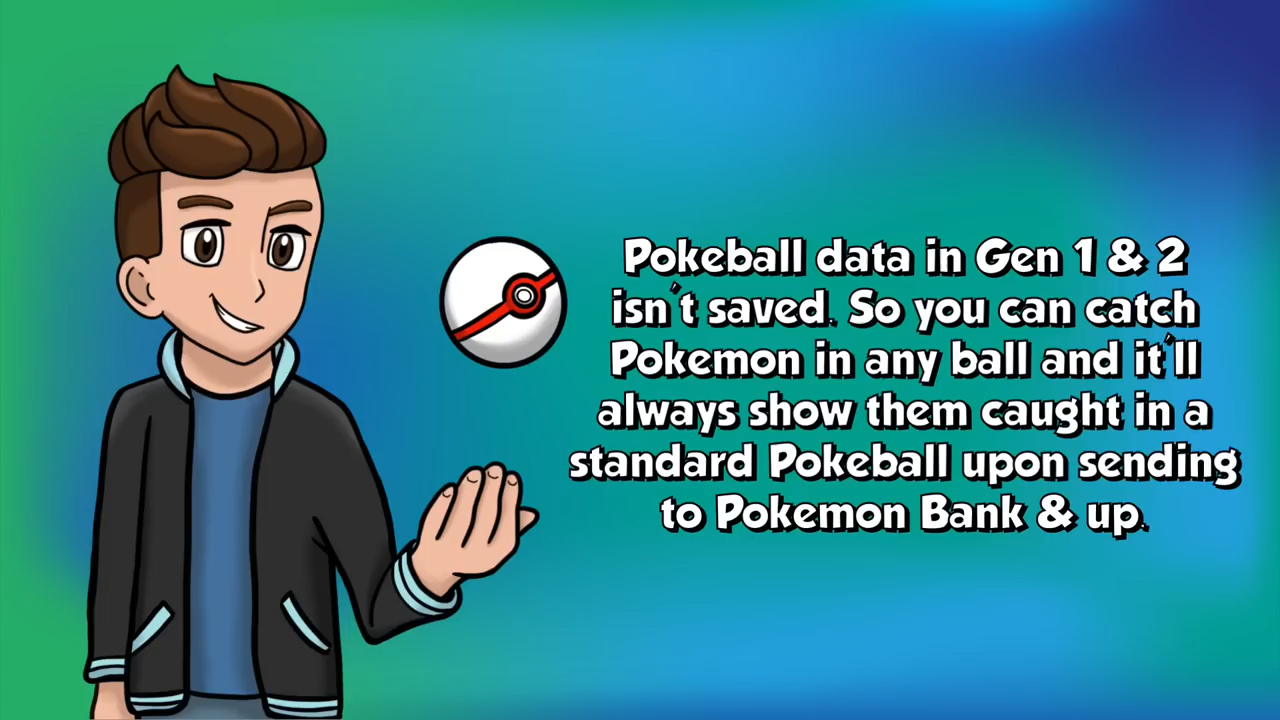 Pokeball data in Gen 1 & 2
isn't saved. So you can catch
Pokemon in any ball and it'll
always show them caught in a
standard Pokeball upon sending
to Pokemon Bank & up.